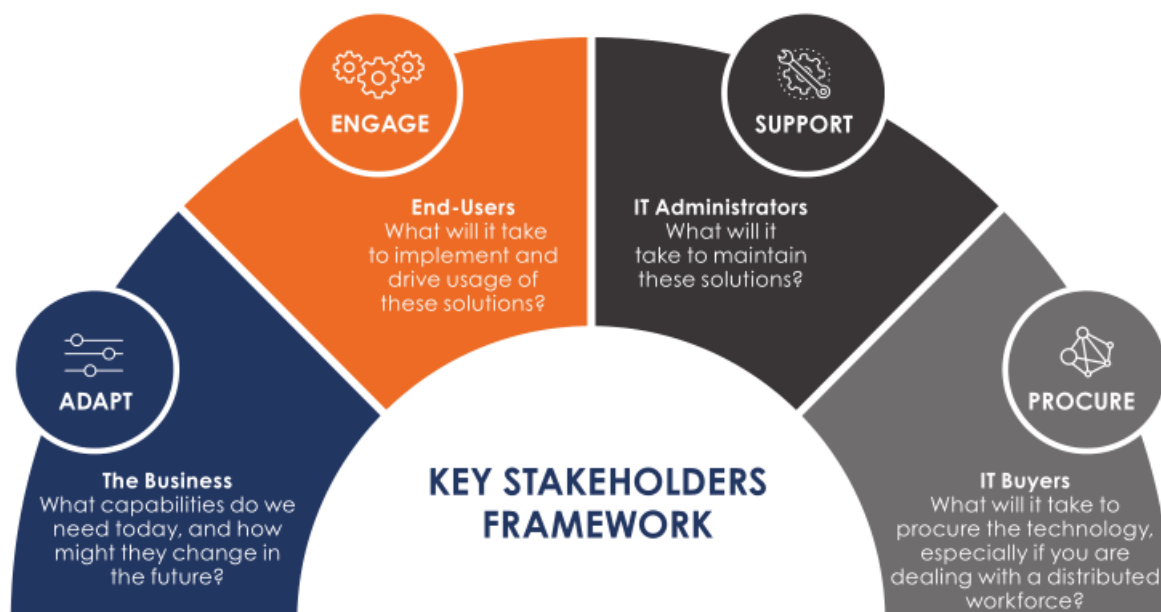 ENGAGE
End-Users
What will it take
to implement and
drive usage of
these solutions?
SUPPORT
IT Administrators
What will it
take to maintain
these solutions?
ADAPT
The Business
What capabilities do we
need today, and how
might they change in
the future?
PROCURE
IT Buyers
What will it take to
procure the technology,
especially if you are
dealing with a distributed
workforce?
KEY STAKEHOLDERS
FRAMEWORK